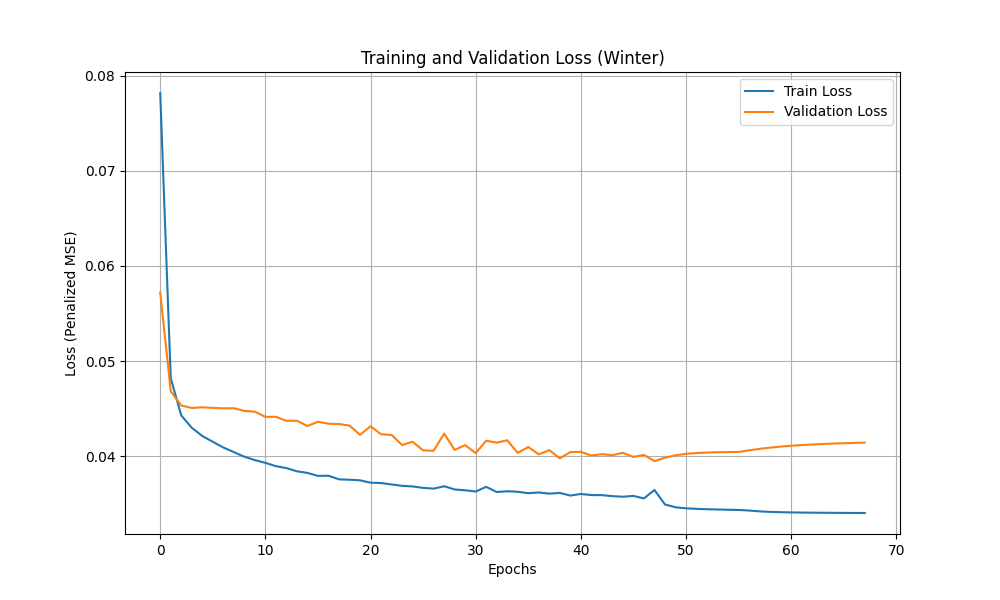 Training and Validation Loss (Winter)
Train Loss
Validation Loss
0.08
0.07
0.06
0.05
0.04
Loss (Penalized MSE)
0 10 20 30 40 50 60 70
Epochs